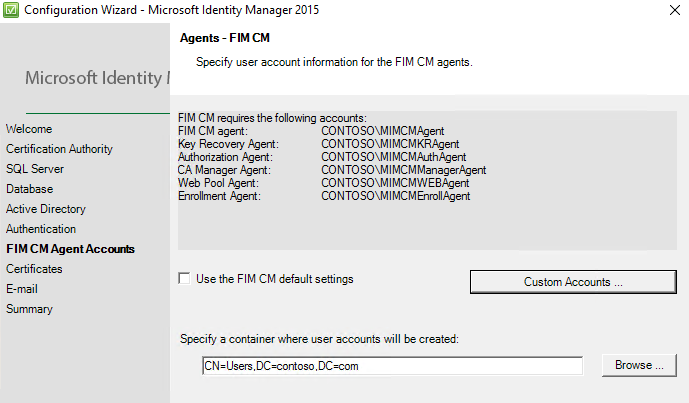 Configuration Wizard - Microsoft Identity Manager 2015
Agents - FIM CM
Specify user account information for the FIM CM agents.
Microsoft Identity
Welcome
Certification Authority
SQL Server
Database
Active Directory
Authentication
FIM CM Agent Accounts
Certificates
E-mail
Summary
FIM CM requires the following accounts:
FIM CM agent: CONTOSO\MIMCMAgent
Key Recovery Agent: CONTOSO\MIMCMKRAgent
Authorization Agent: CONTOSO\MIMCMAuthAgent
CA Manager Agent: CONTOSO\MIMCMManagerAgent
Web Pool Agent: CONTOSO\MIMCMWEBAgent
Enrollment Agent: CONTOSO\MIMCMEnrollAgent
Use the FIM CM default settings
Custom Accounts ...
Specify a container where user accounts will be created:
CN=Users,DC=contoso,DC=com
Browse ...